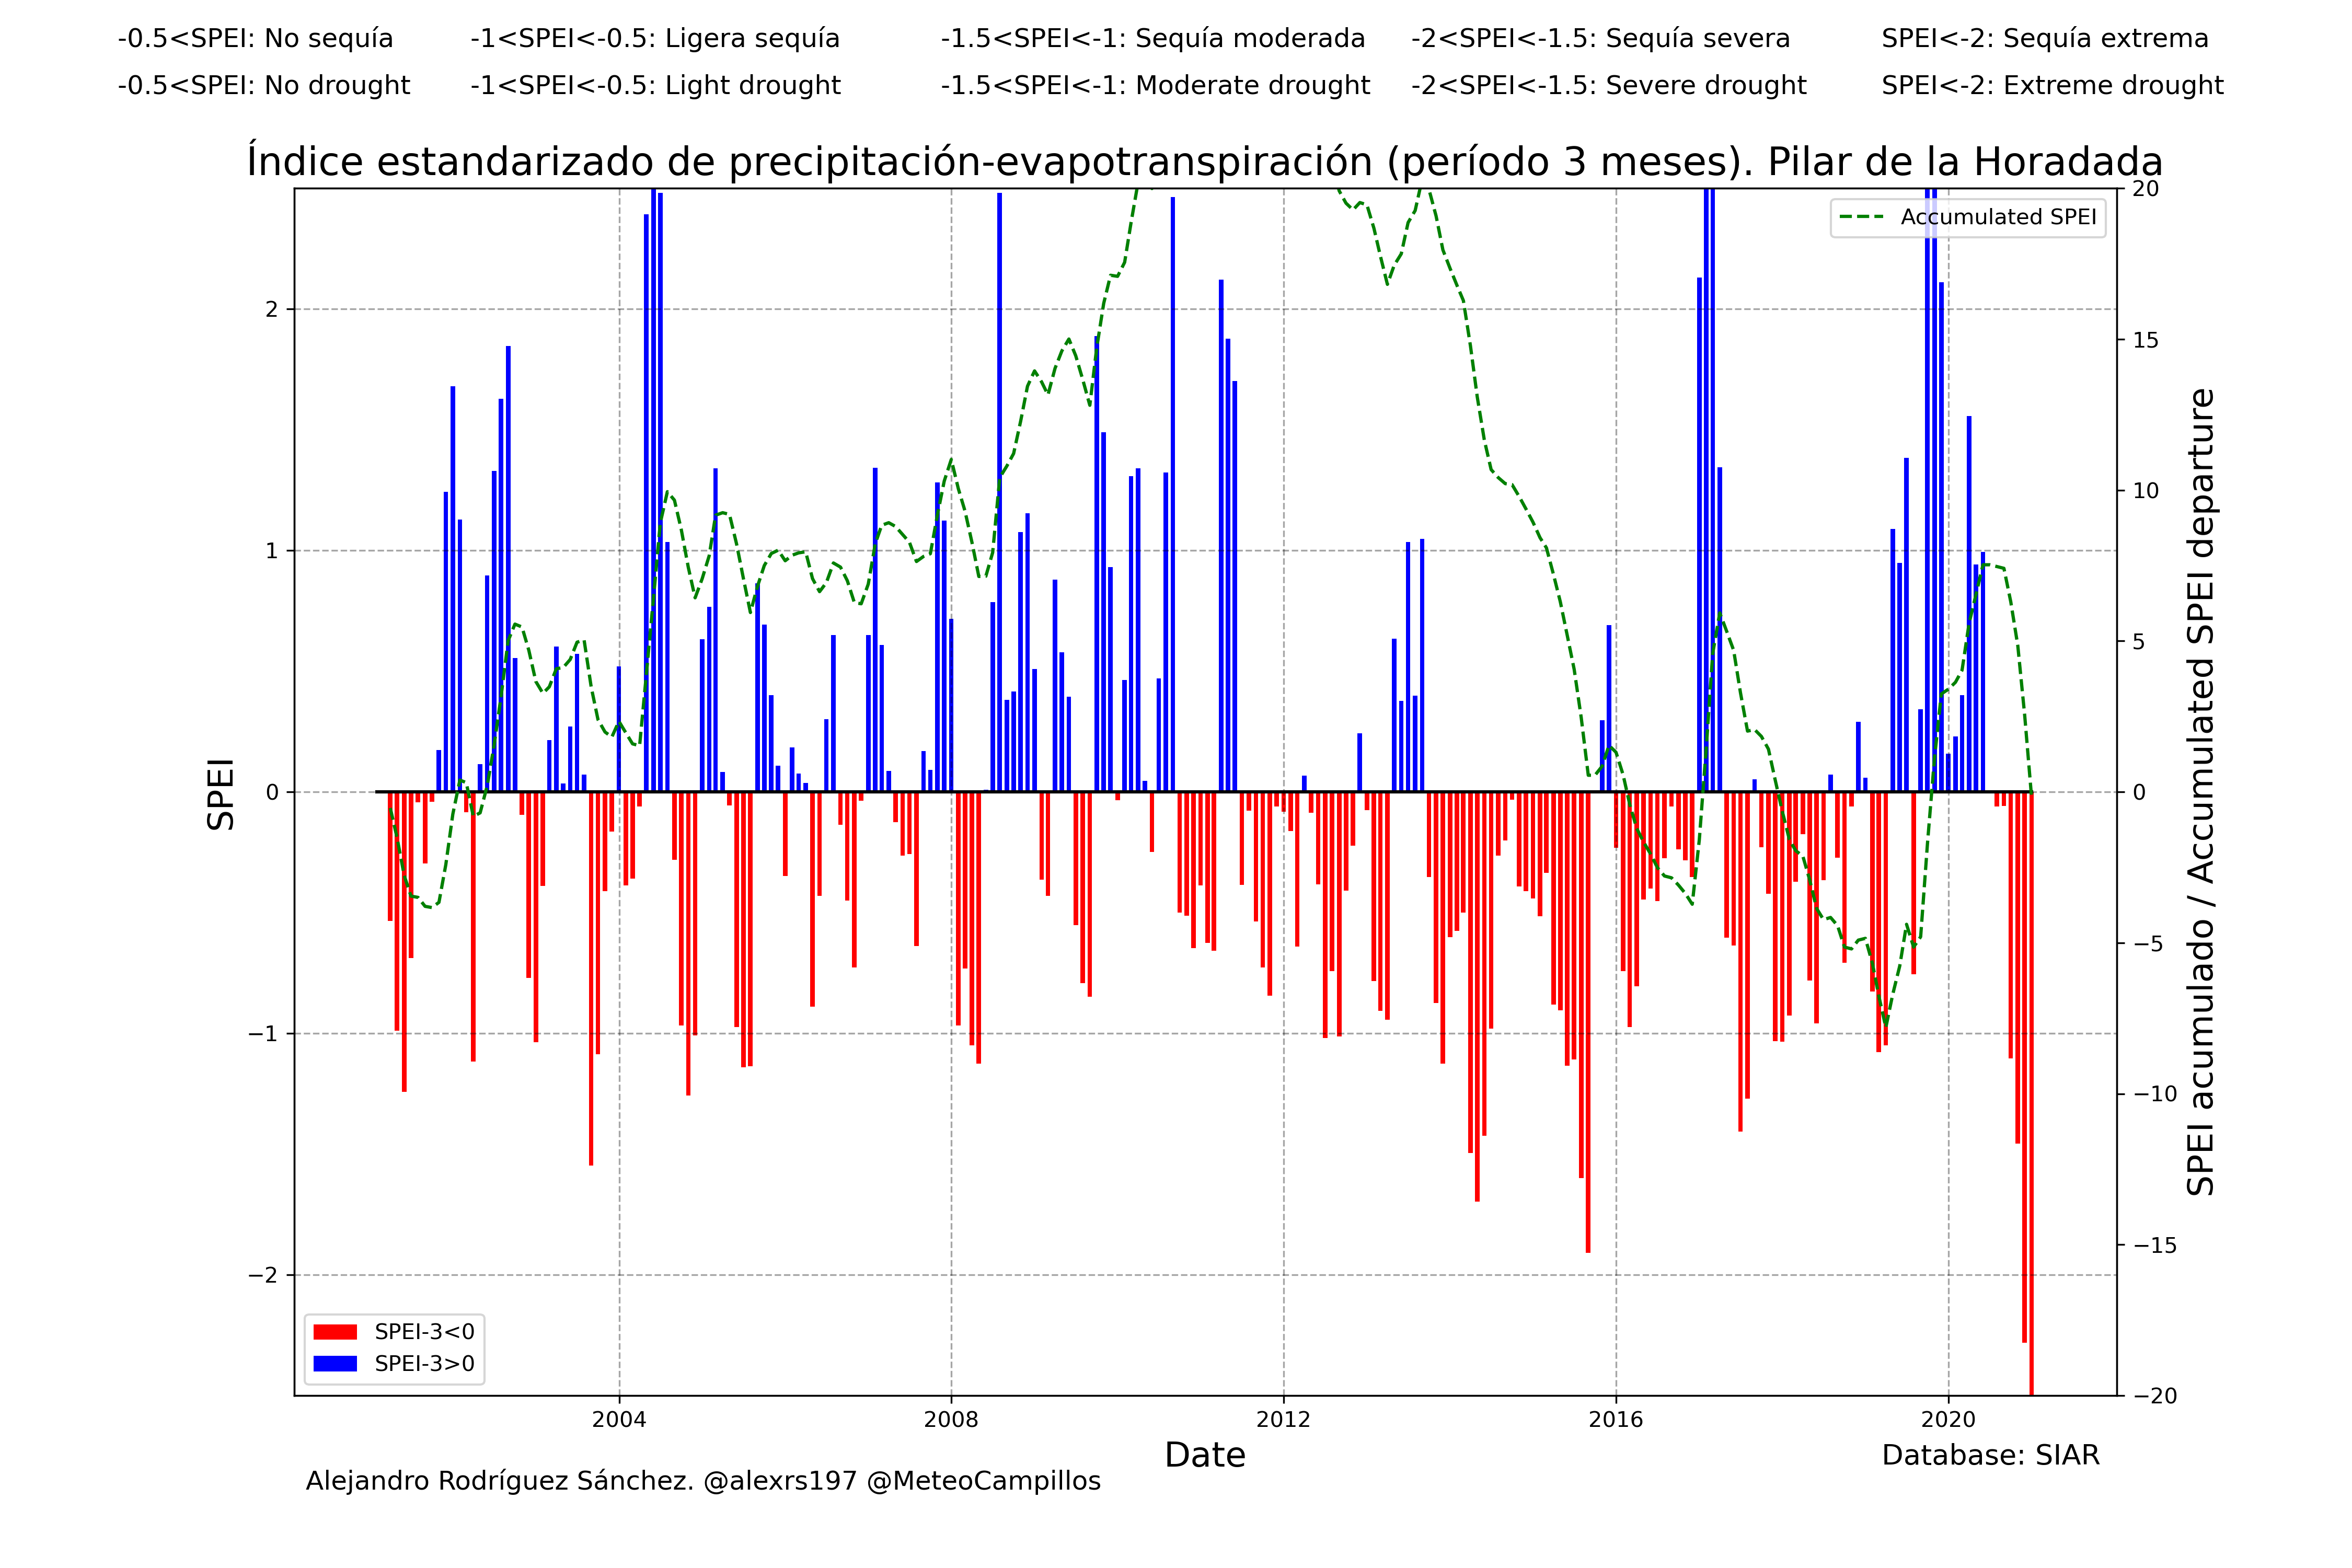 -0.5<SPEI: No sequía -1<SPEI<-0.5: Ligera sequía -1.5<SPEI<-1: Sequía moderada -2<SPEI<-1.5: Sequía severa SPEI<-2: Sequía extrema
-0.5<SPEI: No drought -1<SPEI<-0.5: Light drought -1.5<SPEI<-1: Moderate drought -2<SPEI<-1.5: Severe drought SPEI<-2: Extreme drought
Índice estandarizado de precipitación-evapotranspiración (período 3 meses). Pilar de la Horadada
Accumulated SPEI
SPEI
2
1
0
−1
−2
20
15
10
5
0
−5
−10
−15
−20
SPEI acumulado / Accumulated SPEI departure
SPEI-3<0
SPEI-3>0
2004 2008 2012 2016 2020
Date
Database: SIAR
Alejandro Rodríguez Sánchez. @alexrs197 @MeteoCampillos